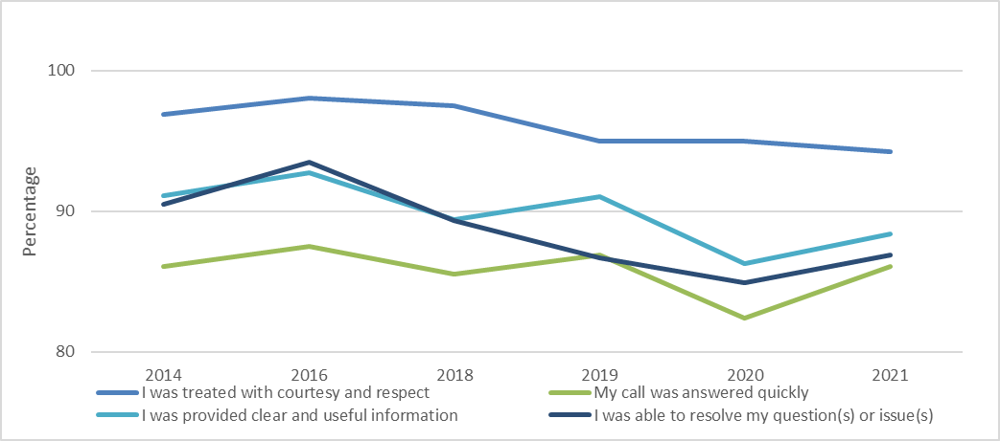 100
90
80
Percentage
2014 2016 2018 2019 2020 2021
I was treated with courtesy and respect My call was answered quickly
I was provided clear and useful information I was able to resolve my question(s) or issue(s)